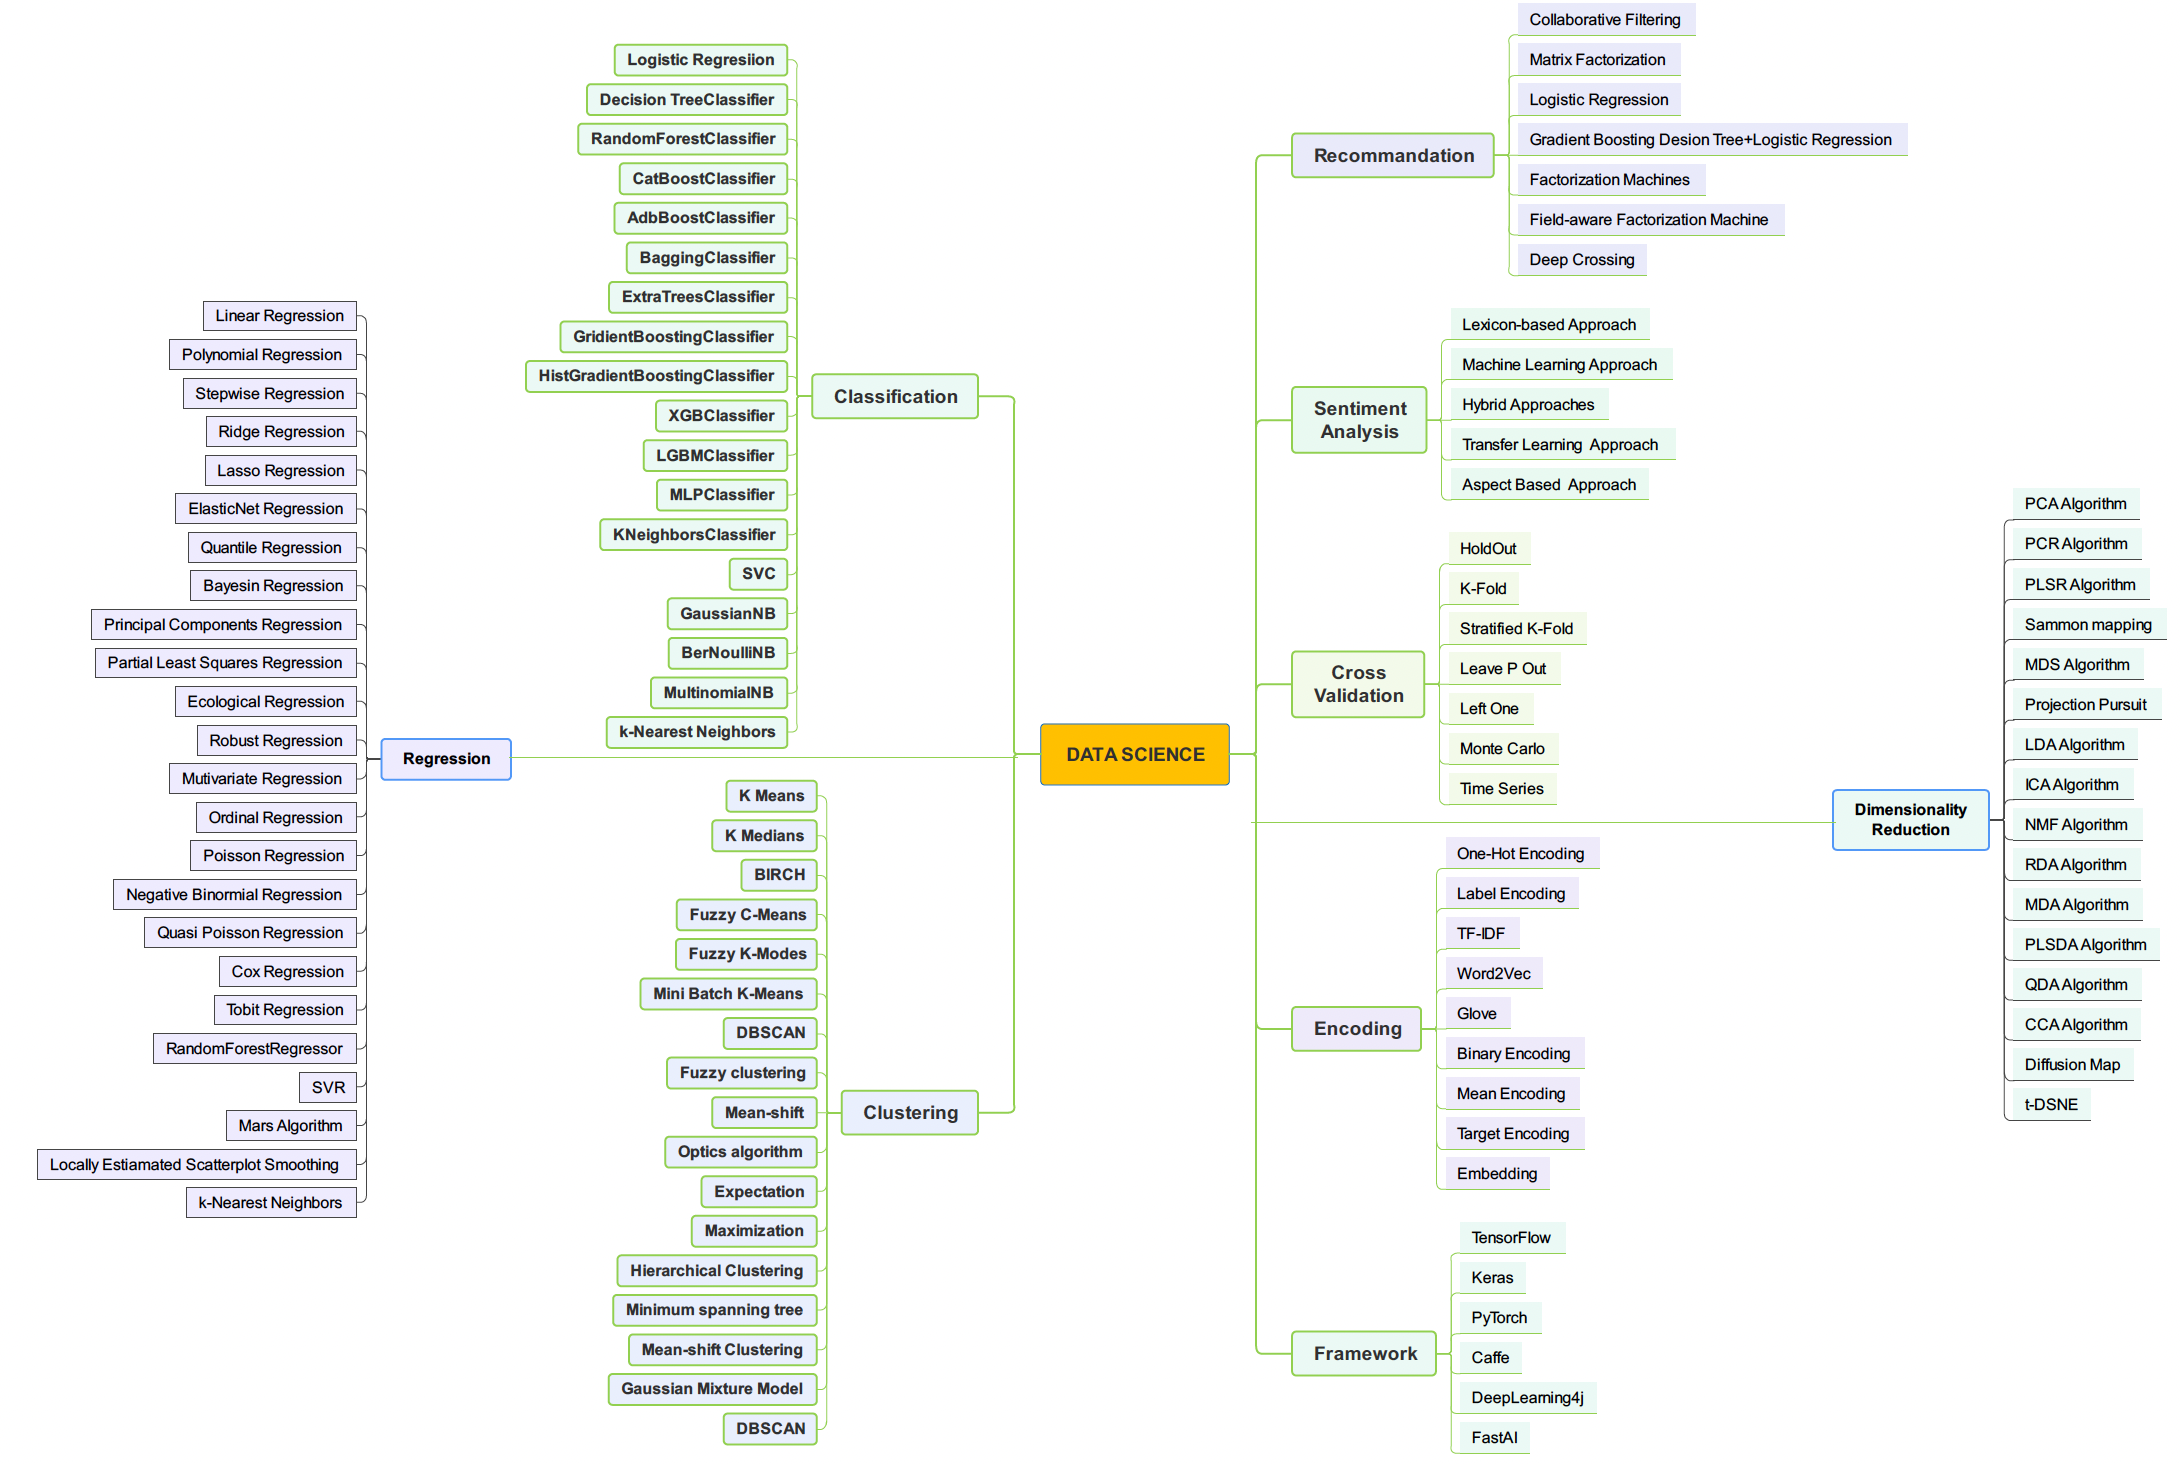 DATA SCIENCE
Classification
Logistic Regresiion
Decision TreeClassifier
RandomForestClassifier
CatBoostClassifier
AdbBoostClassifier
BaggingClassifier
ExtraTreesClassifier
GridientBoostingClassifier
HistGradientBoostingClassifier
XGBClassifier
LGBMClassifier
MLPClassifier
KNeighborsClassifier
SVC
GaussianNB
BerNoulliNB
MultinomialNB
k-Nearest Neighbors
Regression
Linear Regression
Polynomial Regression
Stepwise Regression
Ridge Regression
Lasso Regression
ElasticNet Regression
Quantile Regression
Bayesin Regression
Principal Components Regression
Partial Least Squares Regression
Ecological Regression
Robust Regression
Mutivariate Regression
Ordinal Regression
Poisson Regression
Negative Binormial Regression
Quasi Poisson Regression
Cox Regression
Tobit Regression
RandomForestRegressor
SVR
Mars Algorithm
Locally Estiamated Scatterplot Smoothing
k-Nearest Neighbors
Clustering
K Means
K Medians
BIRCH
Fuzzy C-Means
Fuzzy K-Modes
Mini Batch K-Means
DBSCAN
Fuzzy clustering
Mean-shift
Optics algorithm
Expectation
Maximization
Hierarchical Clustering
Minimum spanning tree
Mean-shift Clustering
Gaussian Mixture Model
DBSCAN
Recommandation
Collaborative Filtering
Matrix Factorization
Logistic Regression
Gradient Boosting Desion Tree+Logistic Regression
Factorization Machines
Field-aware Factorization Machine
Deep Crossing
Sentiment
Analysis
Lexicon-based Approach
Machine Learning Approach
Hybrid Approaches
Transfer Learning  Approach
Aspect Based  Approach
Cross
Validation
HoldOut
K-Fold
Stratified K-Fold
Leave P Out
Left One
Monte Carlo
Time Series
Dimensionality
Reduction
PCA Algorithm
PCR Algorithm
PLSR Algorithm
Sammon mapping
MDS Algorithm
Projection Pursuit
LDA Algorithm
ICA Algorithm
NMF Algorithm
RDA Algorithm
MDA Algorithm
PLSDA Algorithm
QDA Algorithm
CCA Algorithm
Diffusion Map
t-DSNE
Encoding
One-Hot Encoding
Label Encoding
TF-IDF
Word2Vec
Glove
Binary Encoding
Mean Encoding
Target Encoding
Embedding
Framework
TensorFlow
Keras
PyTorch
Caffe
DeepLearning4j
FastAI